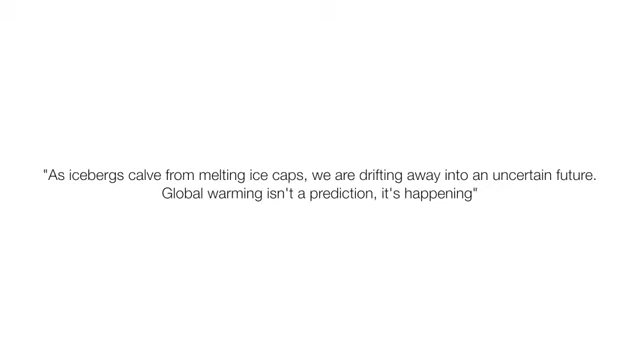 "As icebergs calve from melting ice caps, we are drifting away into an uncertain future.
Global warming isn't a prediction, it's happening"